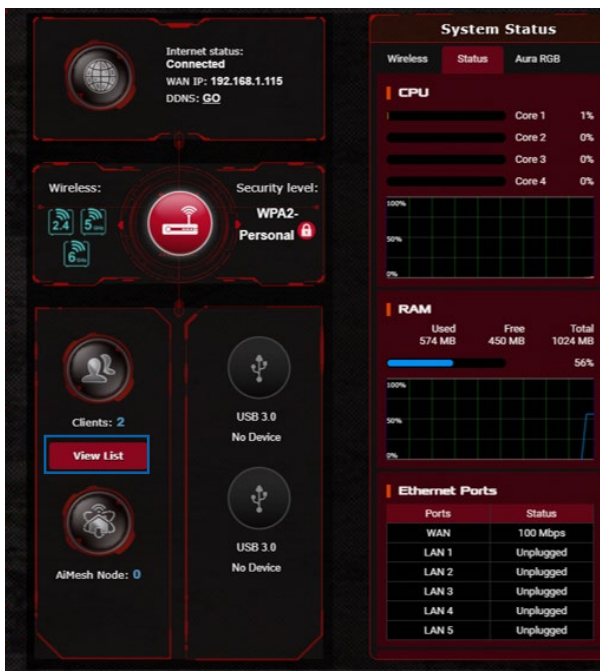 Internet status:
Connected
WAN IP: 192.168.1.115
DDNS: GO
Wireless:
2.4
5 GHz
6 GHz
Security level:
WPA2-
Personal
Clients: 2
View List
AiMesh Node: 0
USB 3.0
No Device
USB 3.0
No Device
System Status
Wireless Status Aura RGB
CPU
Core 1 1%
Core 2 0%
Core 3 0%
Core 4 0%
100%
50%
0%
RAM
Used Free Total
574 MB 450 MB 1024 MB
56%
100%
50%
0%
Ethernet Ports
Ports Status
WAN 100 Mbps
LAN 1 Unplugged
LAN 2 Unplugged
LAN 3 Unplugged
LAN 4 Unplugged
LAN 5 Unplugged